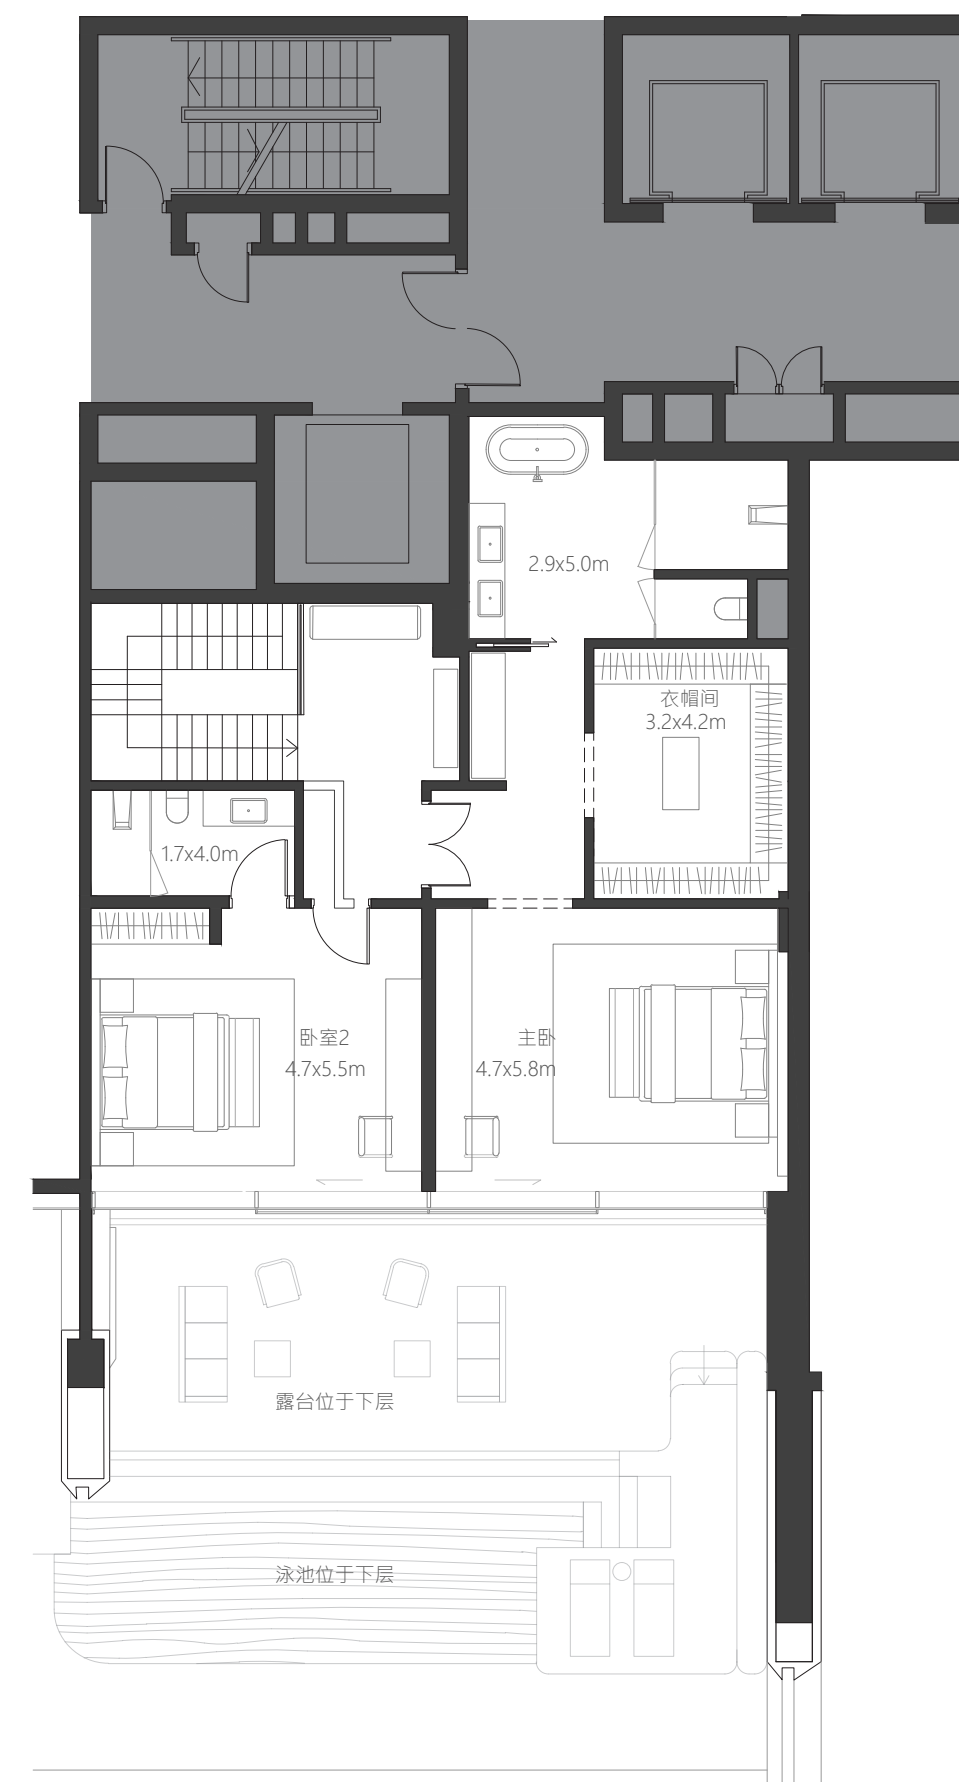 2.9x5.0m
衣帽间
3.2x4.2m
1.7x4.0m
卧室2
4.7x5.5m
主卧
4.7x5.8m
露台位于下层
泳池位于下层